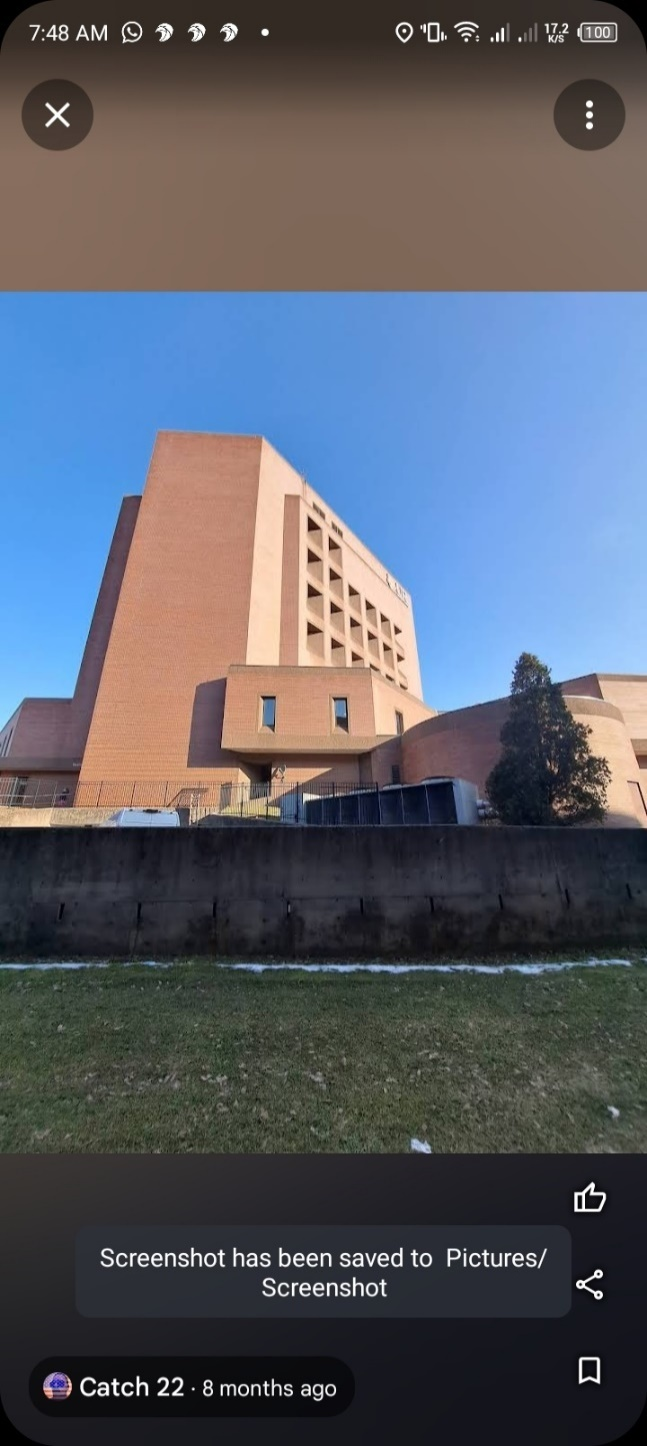 7:48 AM
17.2
K/S
100
Screenshot has been saved to Pictures/
Screenshot
Catch 22 · 8 months ago